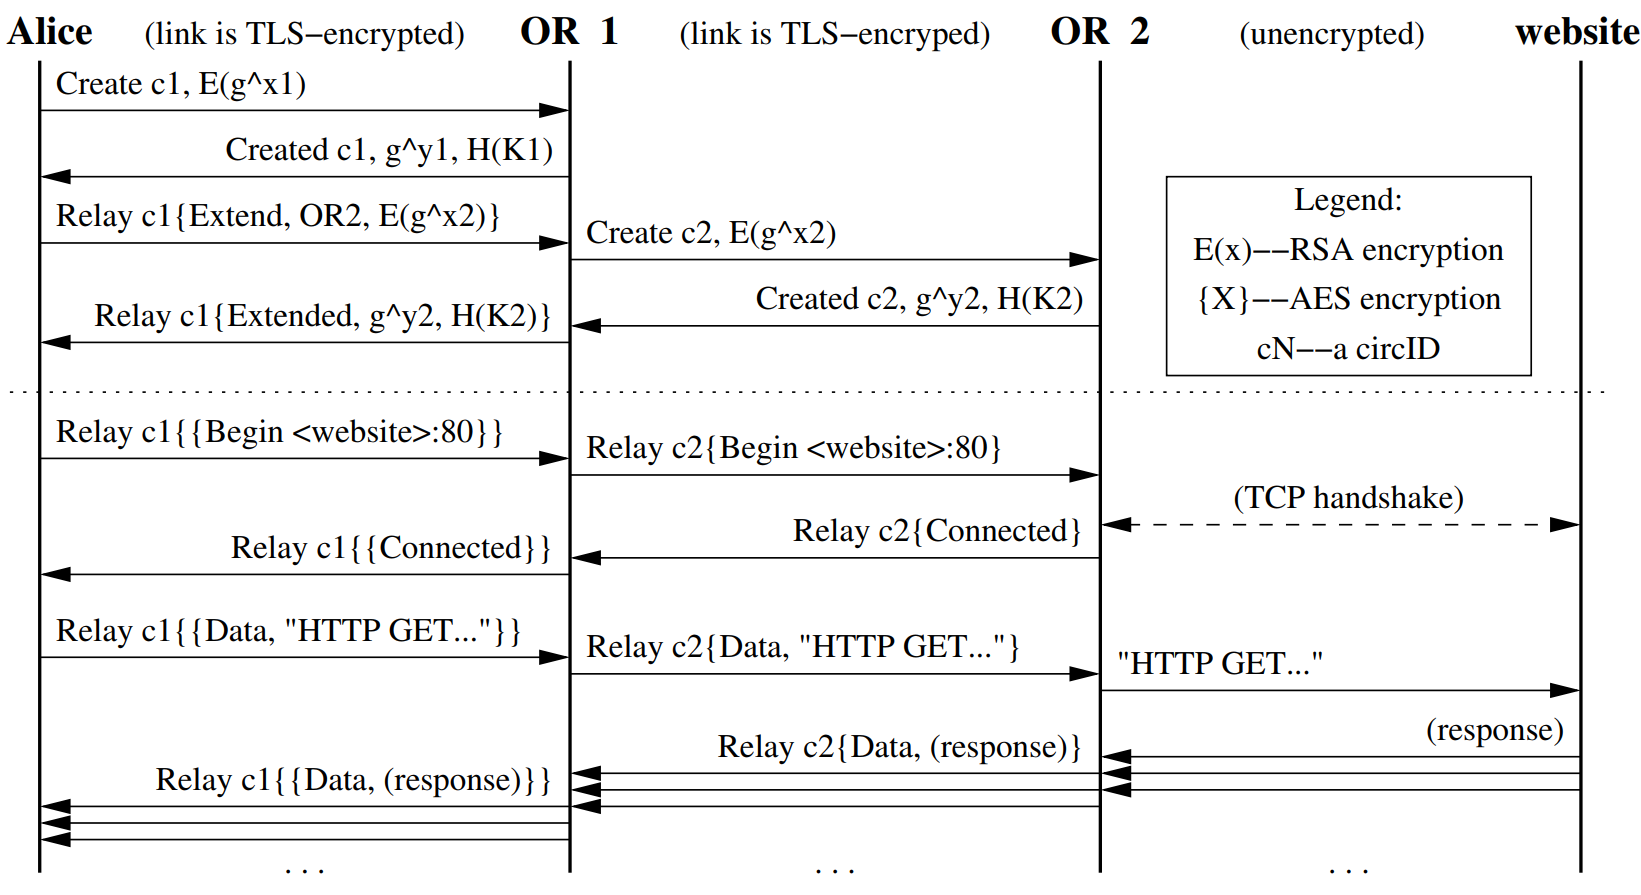 Alice (link is TLS−encrypted) OR 1 (link is TLS−encryped) OR 2 (unencrypted) website
Create c1, E(g^x1)
Created c1, g^y1, H(K1)
Relay c1{Extend, OR2, E(g^x2)}
Create c2, E(g^x2)
Created c2, g^y2, H(K2)
Relay c1{Extended, g^y2, H(K2)}
Legend:
E(x)−−RSA encryption
{X}−−AES encryption
cN−−a circID
Relay c1{{Begin <website>:80}}
Relay c2{Begin <website>:80}
(TCP handshake)
Relay c2{Connected}
Relay c1{{Connected}}
Relay c1{{Data, "HTTP GET..."}}
Relay c2{Data, "HTTP GET..."}
"HTTP GET..."
(response)
Relay c2{Data, (response)}
Relay c1{{Data, (response)}}
. . . . . . . . .